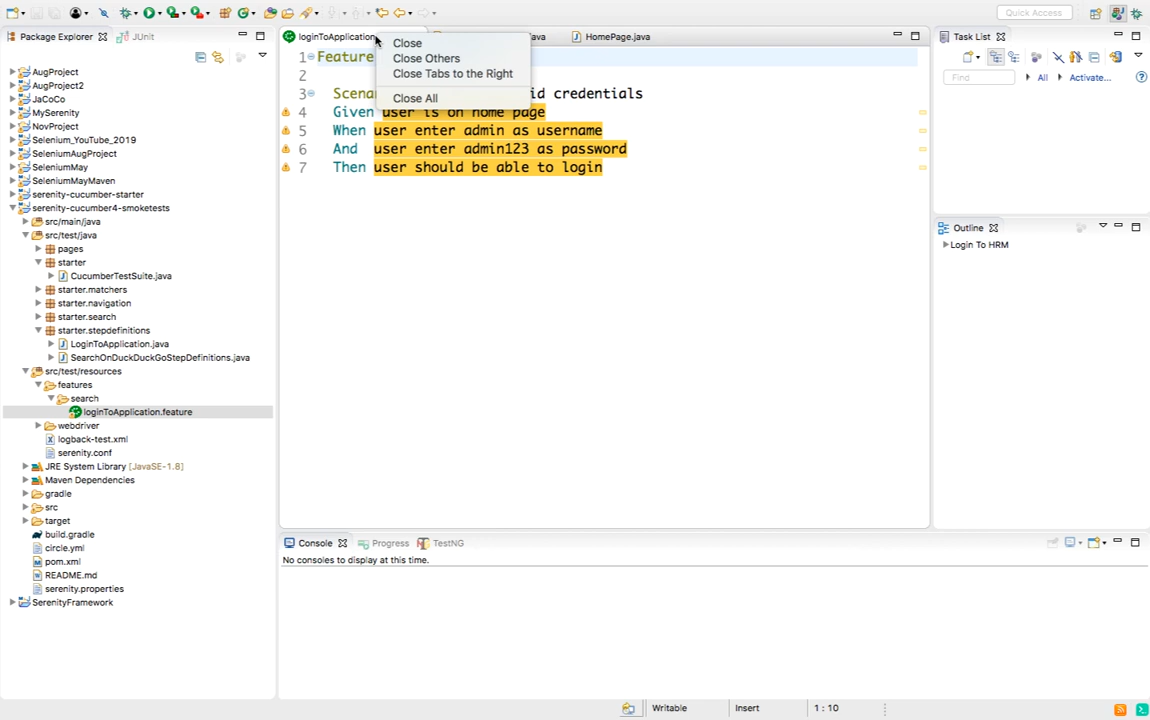 Quick Access
Package Explorer
JUnit
AugProject
AugProject2
JaCoCo
MySerenity
NovProject
Selenium_YouTube_2019
SeleniumAugProject
SeleniumMay
SeleniumMayMaven
serenity-cucumber-starter
serenity-cucumber4-smoketests
src/main/java
src/test/java
pages
starter
CucumberTestSuite.java
starter.matchers
starter.navigation
starter.search
starter.stepdefinitions
LoginToApplication.java
SearchOnDuckDuckGoStepDefinitions.java
src/test/resources
features
search
loginToApplication.feature
webdriver
logback-test.xml
serenity.conf
JRE System Library [JavaSE-1.8]
Maven Dependencies
gradle
src
target
build.gradle
circle.yml
pom.xml
README.md
serenity.properties
SerenityFramework
loginToApplication
ava
HomePage.java
Close
Close Others
Close Tabs to the Right
Close All
1 Feature
2
3 Scena id credentials
4 Given user is on home page
5 When user enter admin as username
6 And user enter admin123 as password
7 Then user should be able to login
Task List
Find
All
Activate...
Outline
Login To HRM
Console
Progress
TestNG
No consoles to display at this time.
Writable
Insert
1 : 10